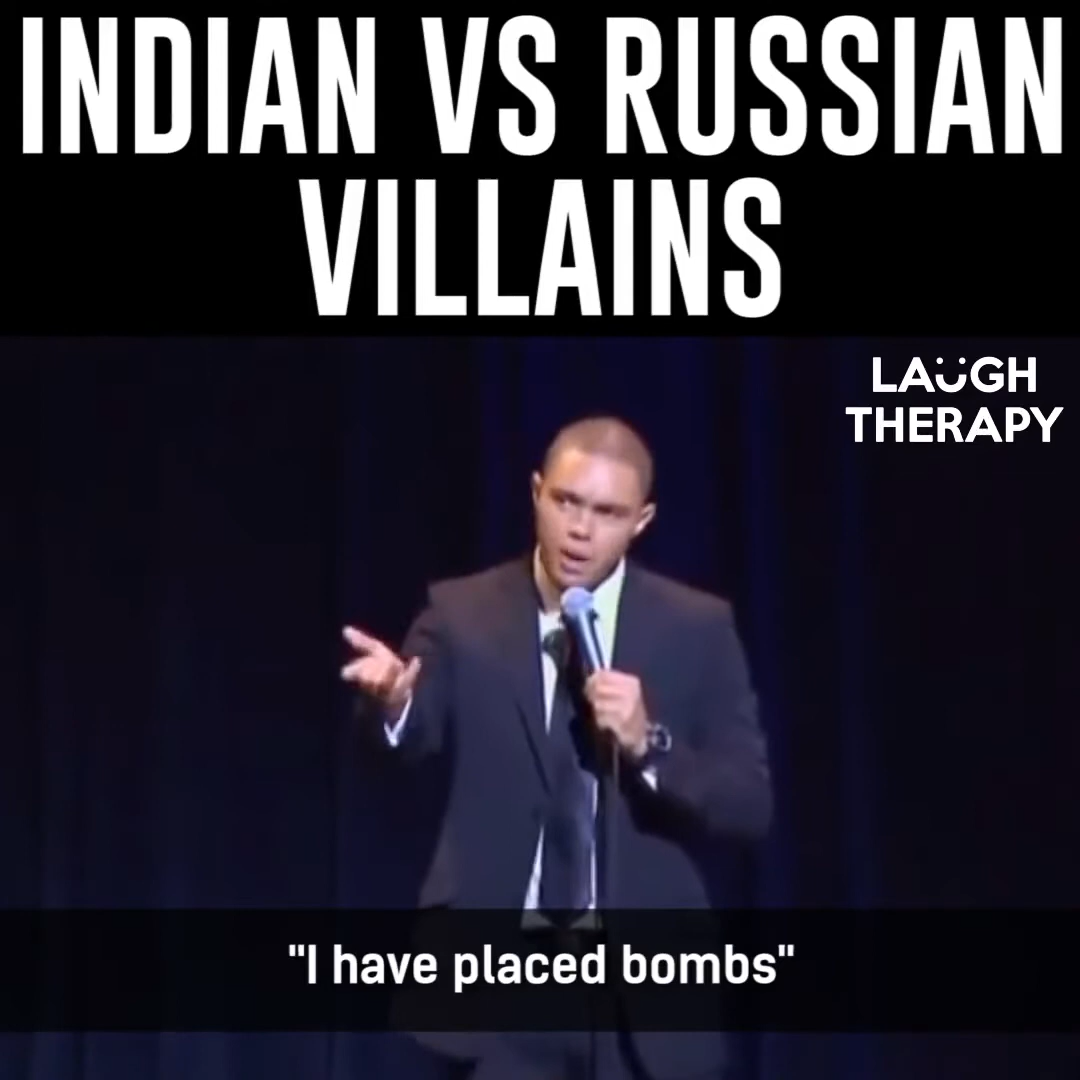 INDIAN VS RUSSIAN
VILLAINS
LAUGH
THERAPY
"I have placed bombs"